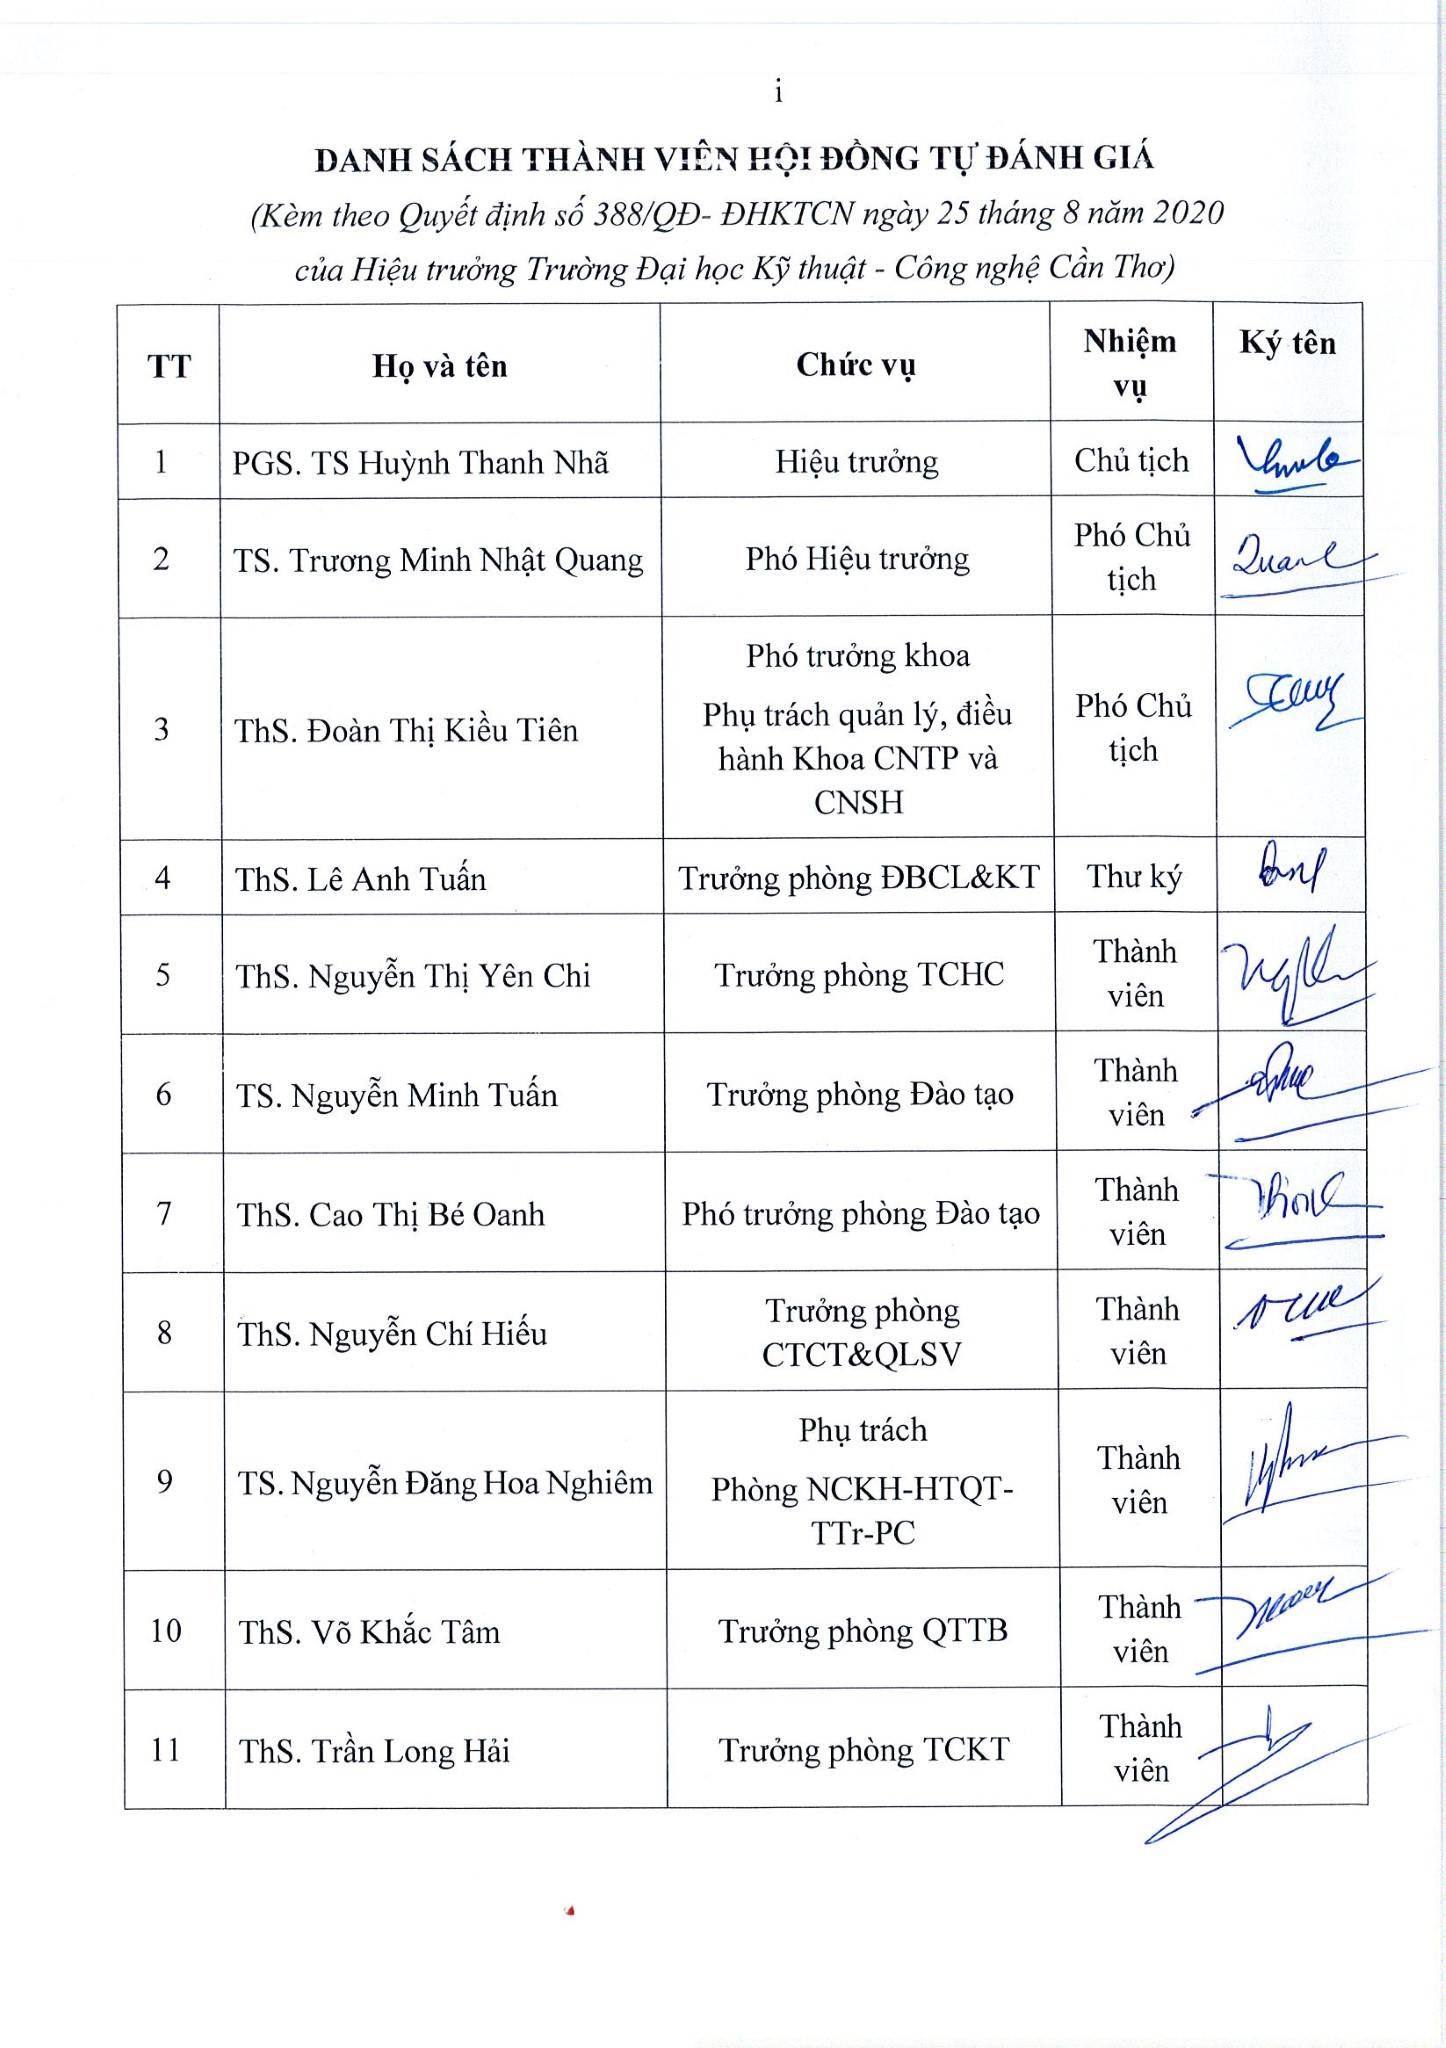 i
DANH SÁCH THÀNH VIÊN HỘI ĐỒNG TỰ ĐÁNH GIÁ
(Kèm theo Quyết định số 388/QĐ- ĐHKTCN ngày 25 tháng 8 năm 2020
của Hiệu trưởng Trường Đại học Kỹ thuật - Công nghệ Cần Thơ)
TT Họ và tên Chức vụ Nhiệm vụ Ký tên
1 PGS. TS Huỳnh Thanh Nhã Hiệu trưởng Chủ tịch
2 TS. Trương Minh Nhật Quang Phó Hiệu trưởng Phó Chủ tịch
3 ThS. Đoàn Thị Kiều Tiên
Phó trưởng khoa
Phụ trách quản lý, điều
hành Khoa CNTP và
CNSH
Phó Chủ
tịch
4 ThS. Lê Anh Tuấn Trưởng phòng ĐBCL&KT Thư ký
5 ThS. Nguyễn Thị Yên Chi Trưởng phòng TCHC Thành viên
6 TS. Nguyễn Minh Tuấn Trưởng phòng Đào tạo Thành viên
7 ThS. Cao Thị Bé Oanh Phó trưởng phòng Đào tạo Thành viên
8 ThS. Nguyễn Chí Hiếu
Trưởng phòng
CTCT&QLSV
Thành
viên
9 TS. Nguyễn Đăng Hoa Nghiêm
Phụ trách
Phòng NCKH-HTQT-
TTr-PC
Thành
viên
10 ThS. Võ Khắc Tâm Trưởng phòng QTTB Thành viên
11 ThS. Trần Long Hải Trưởng phòng TCKT Thành viên